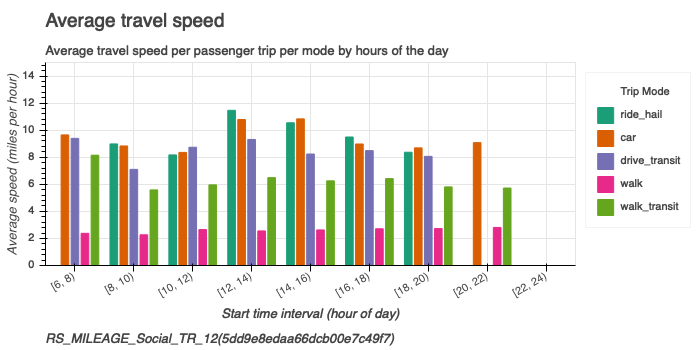 Average travel speed
Average travel speed per passenger trip per mode by hours of the day
Average speed (miles per hour)
14
12
10
8
6
4
2
0
[6, 8)
[8, 10)
[10, 12)
[12, 14)
[14, 16)
[16, 18)
[18, 20)
[20, 22)
[22, 24)
Start time interval (hour of day)
Trip Mode
ride_hail
car
drive_transit
walk
walk_transit
RS_MILEAGE_Social_TR_12(5dd9e8edaa66dcb00e7c49f7)